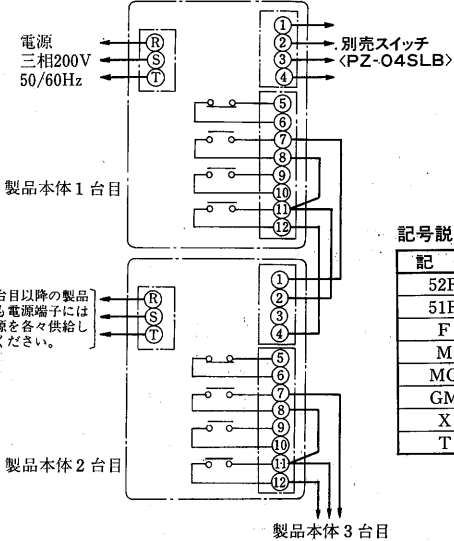 電源
三相200V
50/60Hz
R
S
T
1
2
3
4
別売スイッチ
〈PZ-04SLB〉
5
6
7
8
9
10
11
12
製品本体1台目
台目以降の製品
も電源端子には
源を各々供給し
ください。
R
S
T
1
2
3
4
5
6
7
8
9
10
11
12
製品本体2台目
製品本体3台目
記号説
記
52F
51F
F
M
MC
GM
X
T